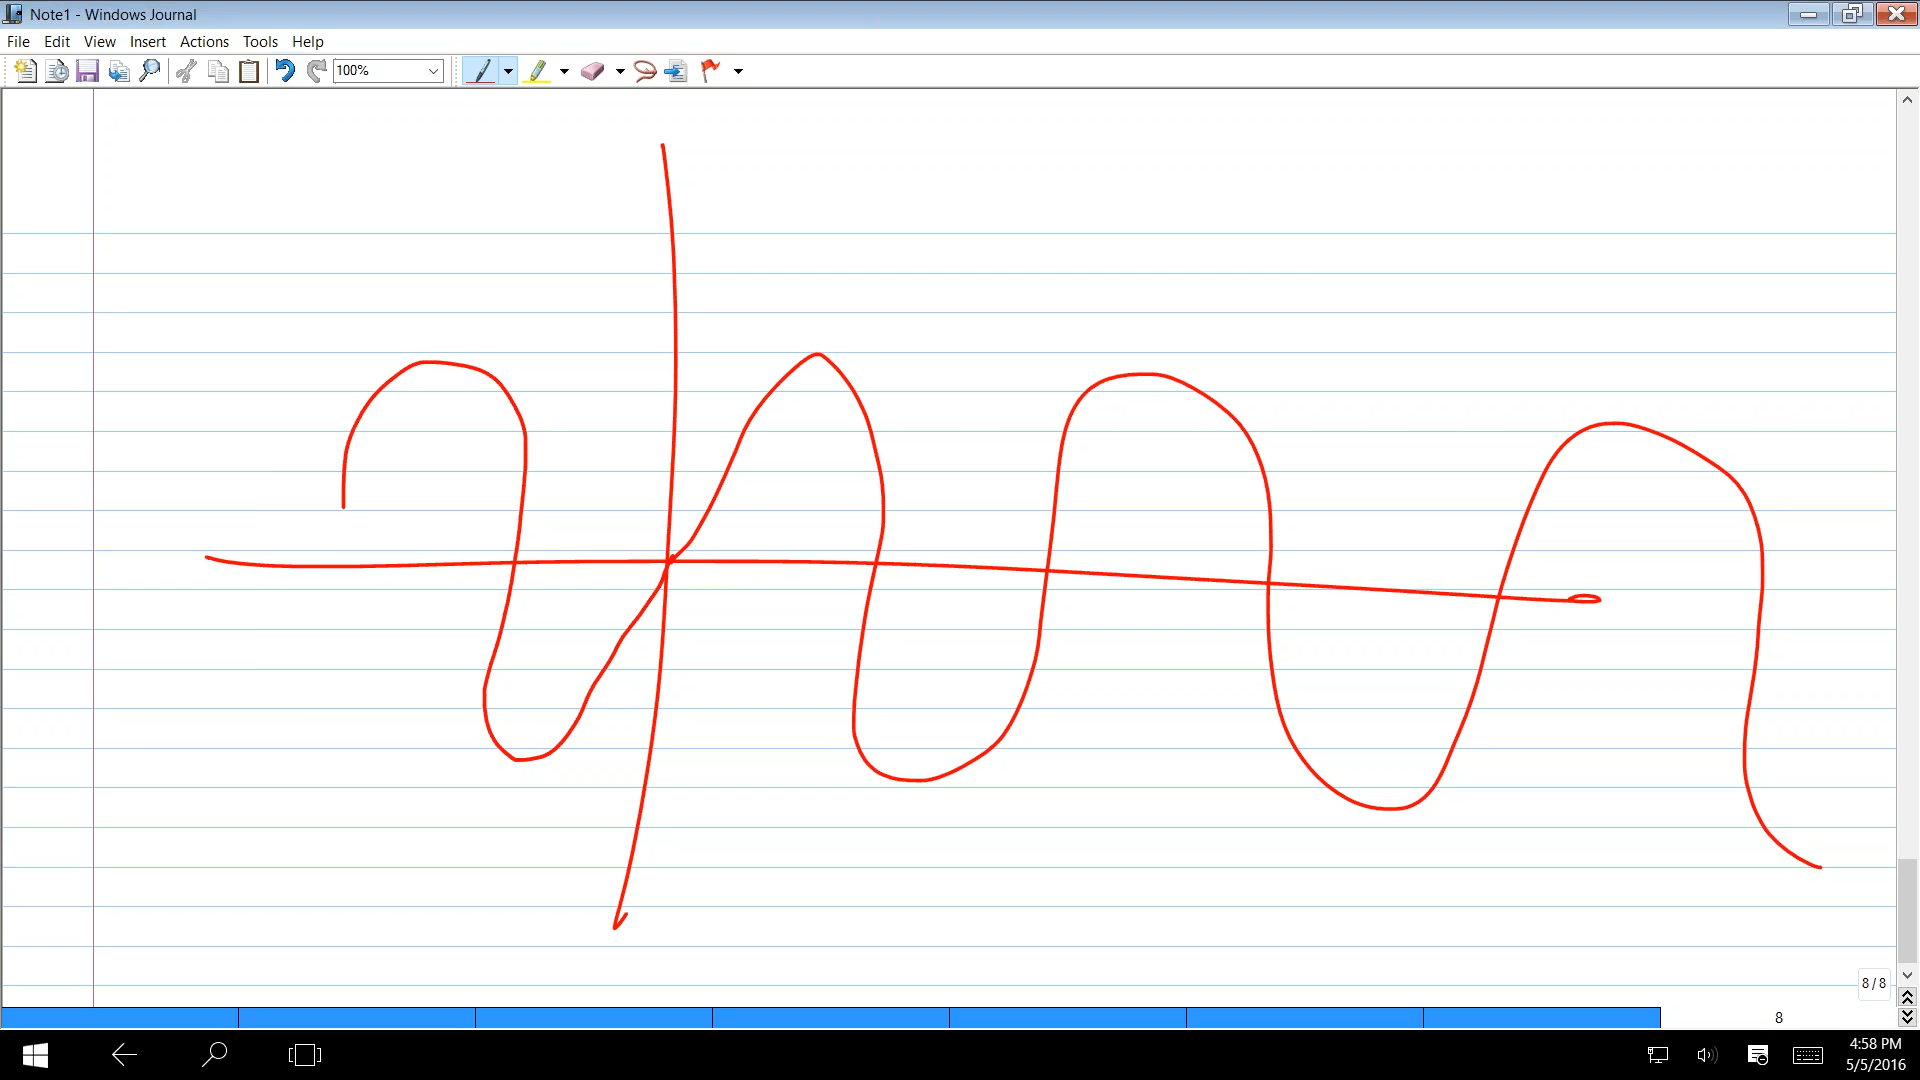 Note1 - Windows Journal
File Edit View Insert Actions Tools Help
100%
8 / 8
8
4:58 PM
5/5/2016